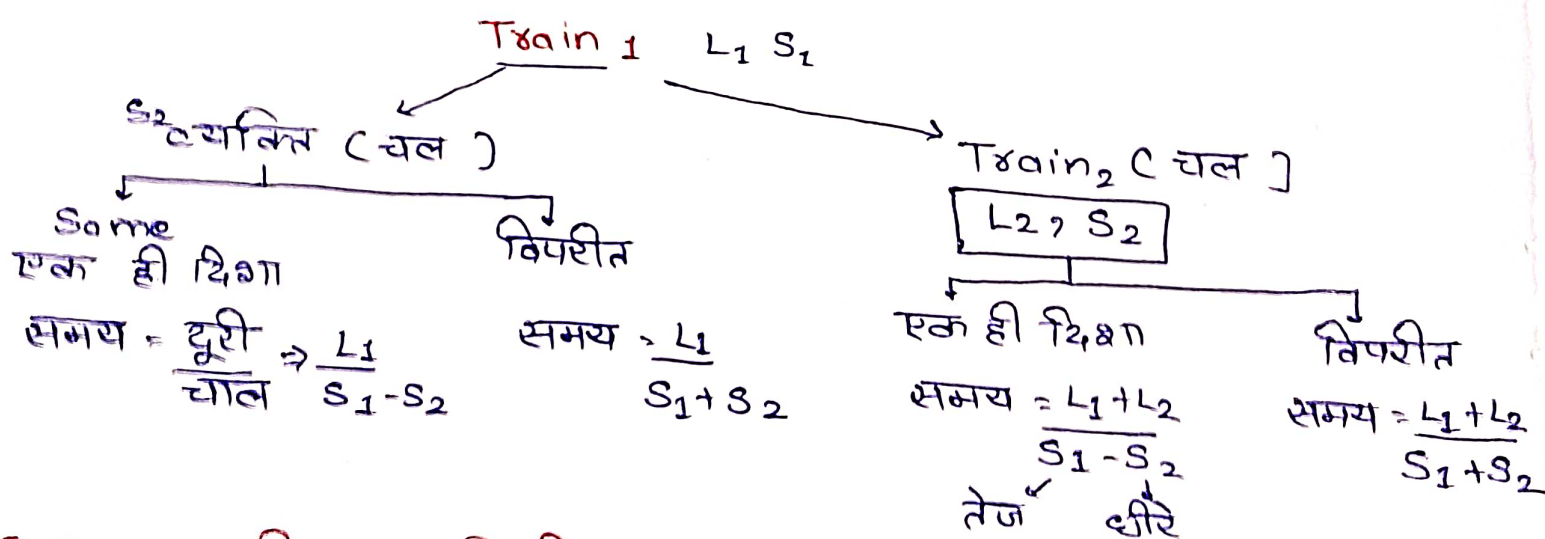 Train 1 L₁ S₁
S₂ व्यक्ति (चल)
Train₂ (चल]
Same
एक ही दिशा
विपरीत
L₂, S₂
समय = दूरी/चाल ⇒ L₁/S₁-S₂
समय = L₁/S₁+S₂
एक ही दिशा
विपरीत
समय = L₁+L₂/S₁-S₂
तेज धीरे
समय = L₁+L₂/S₁+S₂